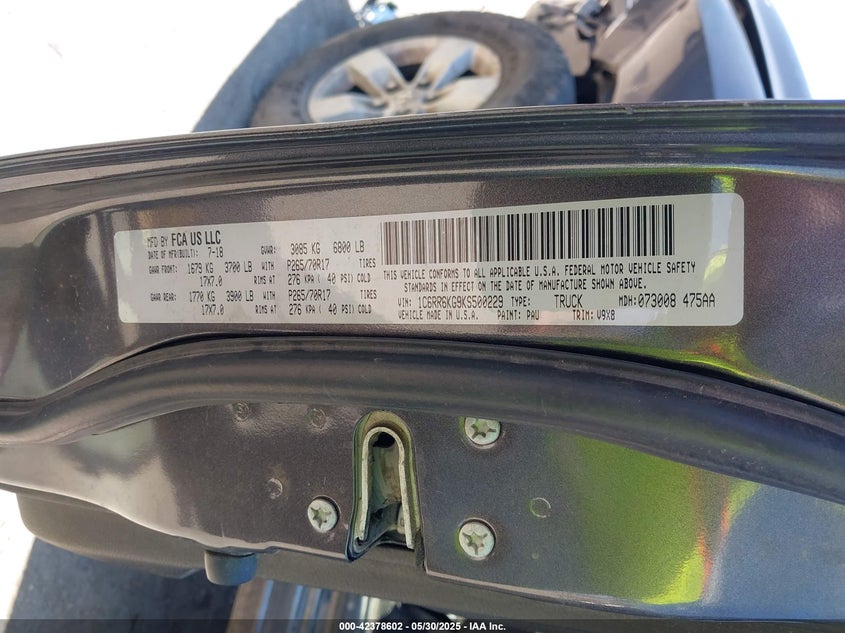 MFD BY FCA US LLC
DATE OF MFR(BUILT): 7-18 GVWR: 3085 KG 6800 LB
GAWR FRONT: 1679 KG 3700 LB WITH P265/70R17 TIRES
17X7.0 RIMS AT 276 KPA ( 40 PSI) COLD
GAWR REAR: 1770 KG 3900 LB WITH P265/70R17 TIRES
17X7.0 RIMS AT 276 KPA ( 40 PSI) COLD
THIS VEHICLE CONFORMS TO ALL APPLICABLE U.S.A. FEDERAL MOTOR VEHICLE SAFETY
STANDARDS IN EFFECT ON THE DATE OF MANUFACTURE SHOWN ABOVE.
VIN: 1C6RR6KG9KS500229 TYPE: TRUCK MDH: 073008 475AA
VEHICLE MADE IN U.S.A. PAINT: PAU TRIM: V9X8
000-42378602 - 05/30/2025 - IAA Inc.